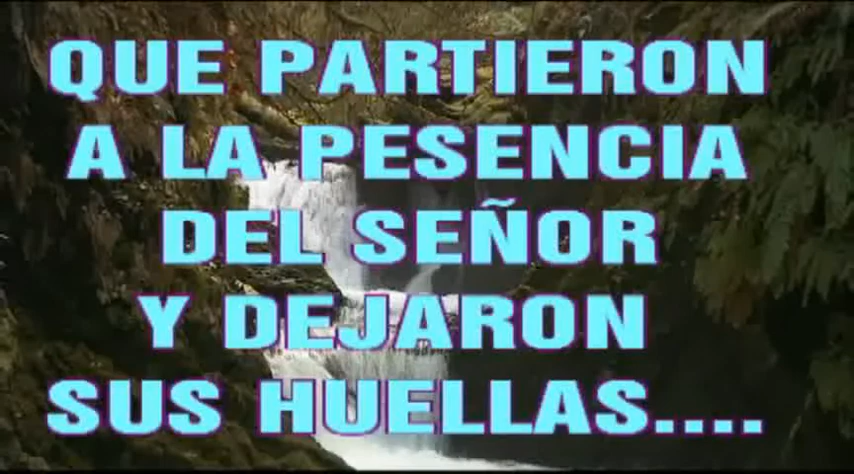 QUE PARTIERON
A LA PESENCIA
DEL SEÑOR
Y DEJARON
SUS HUELLAS....